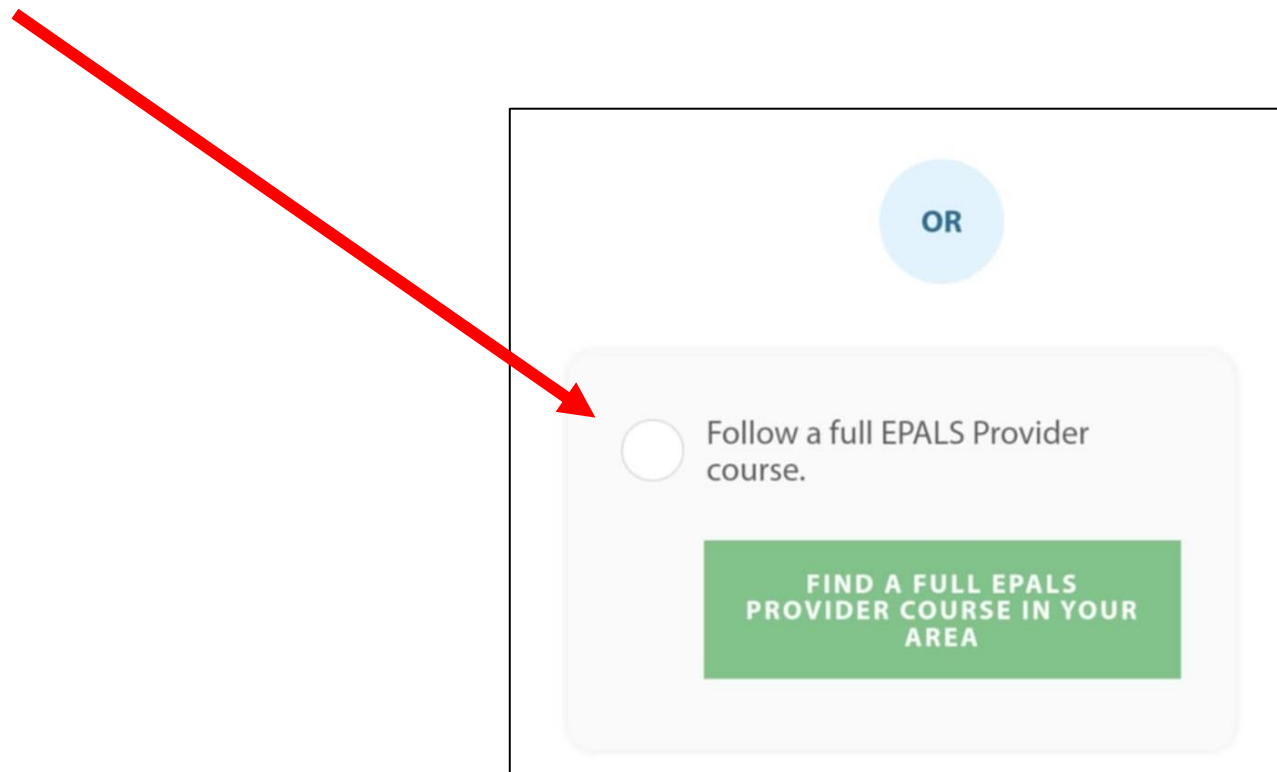 OR
Follow a full EPALS Provider
course.
FIND A FULL EPALS
PROVIDER COURSE IN YOUR
AREA